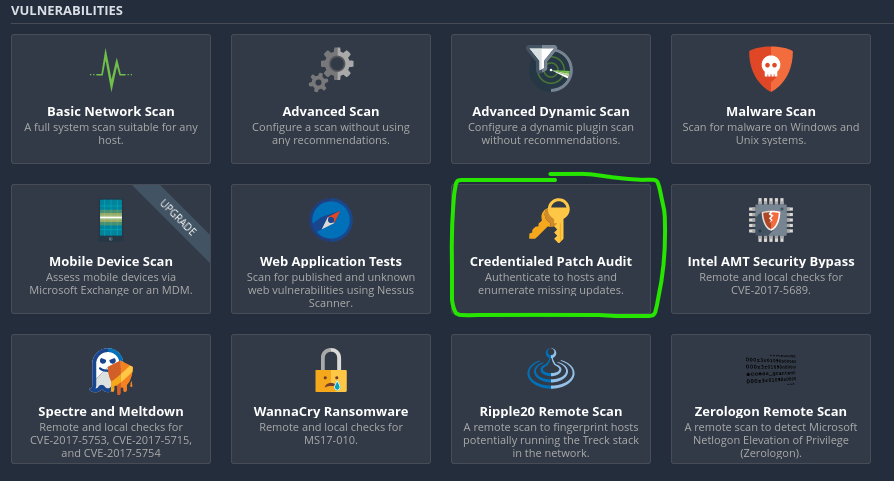 VULNERABILITIES
Basic Network Scan
A full system scan suitable for any
host.
Advanced Scan
Configure a scan without using
any recommendations.
Advanced Dynamic Scan
Configure a dynamic plugin scan
without recommendations.
Malware Scan
Scan for malware on Windows and
Unix systems.
UPGRADE
Mobile Device Scan
Assess mobile devices via
Microsoft Exchange or an MDM.
Web Application Tests
Scan for published and unknown
web vulnerabilities using Nessus
Scanner.
Credentialed Patch Audit
Authenticate to hosts and
enumerate missing updates.
Intel AMT Security Bypass
Remote and local checks for
CVE-2017-5689.
Spectre and Meltdown
Remote and local checks for
CVE-2017-5753, CVE-2017-5715,
and CVE-2017-5754
WannaCry Ransomware
Remote and local checks for
MS17-010.
Ripple20 Remote Scan
A remote scan to fingerprint hosts
potentially running the Treck stack
in the network.
Zerologon Remote Scan
A remote scan to detect Microsoft
Netlogon Elevation of Privilege
(Zerologon).